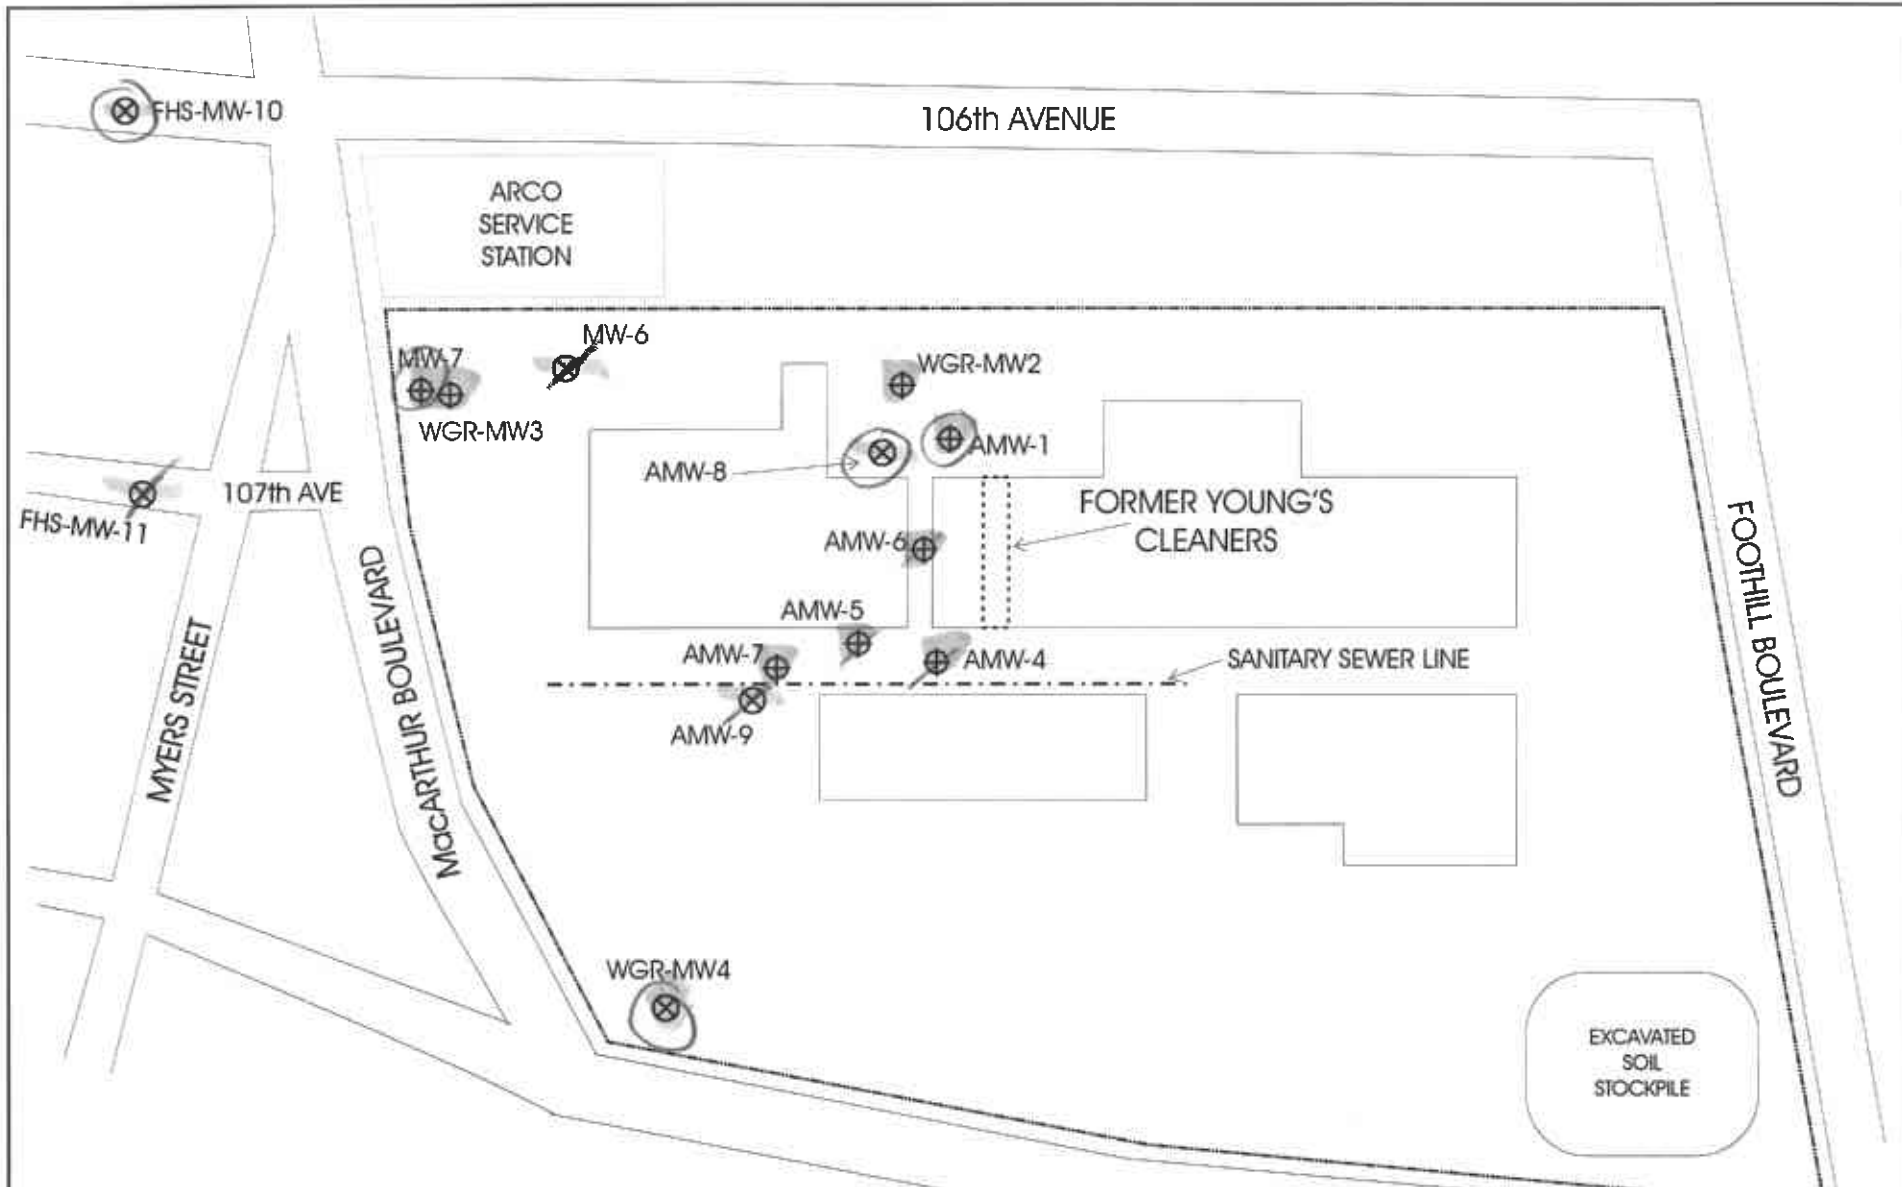 FHS-MW-10
106th AVENUE
ARCO
SERVICE
STATION
MW-6
MW-7
WGR-MW2
WGR-MW3
AMW-1
AMW-8
107th AVE
FORMER YOUNG'S
CLEANERS
FHS-MW-11
AMW-6
FOOTHILL BOULEVARD
MacARTHUR BOULEVARD
AMW-5
MYERS STREET
AMW-7
AMW-4
SANITARY SEWER LINE
AMW-9
WGR-MW4
EXCAVATED
SOIL
STOCKPILE